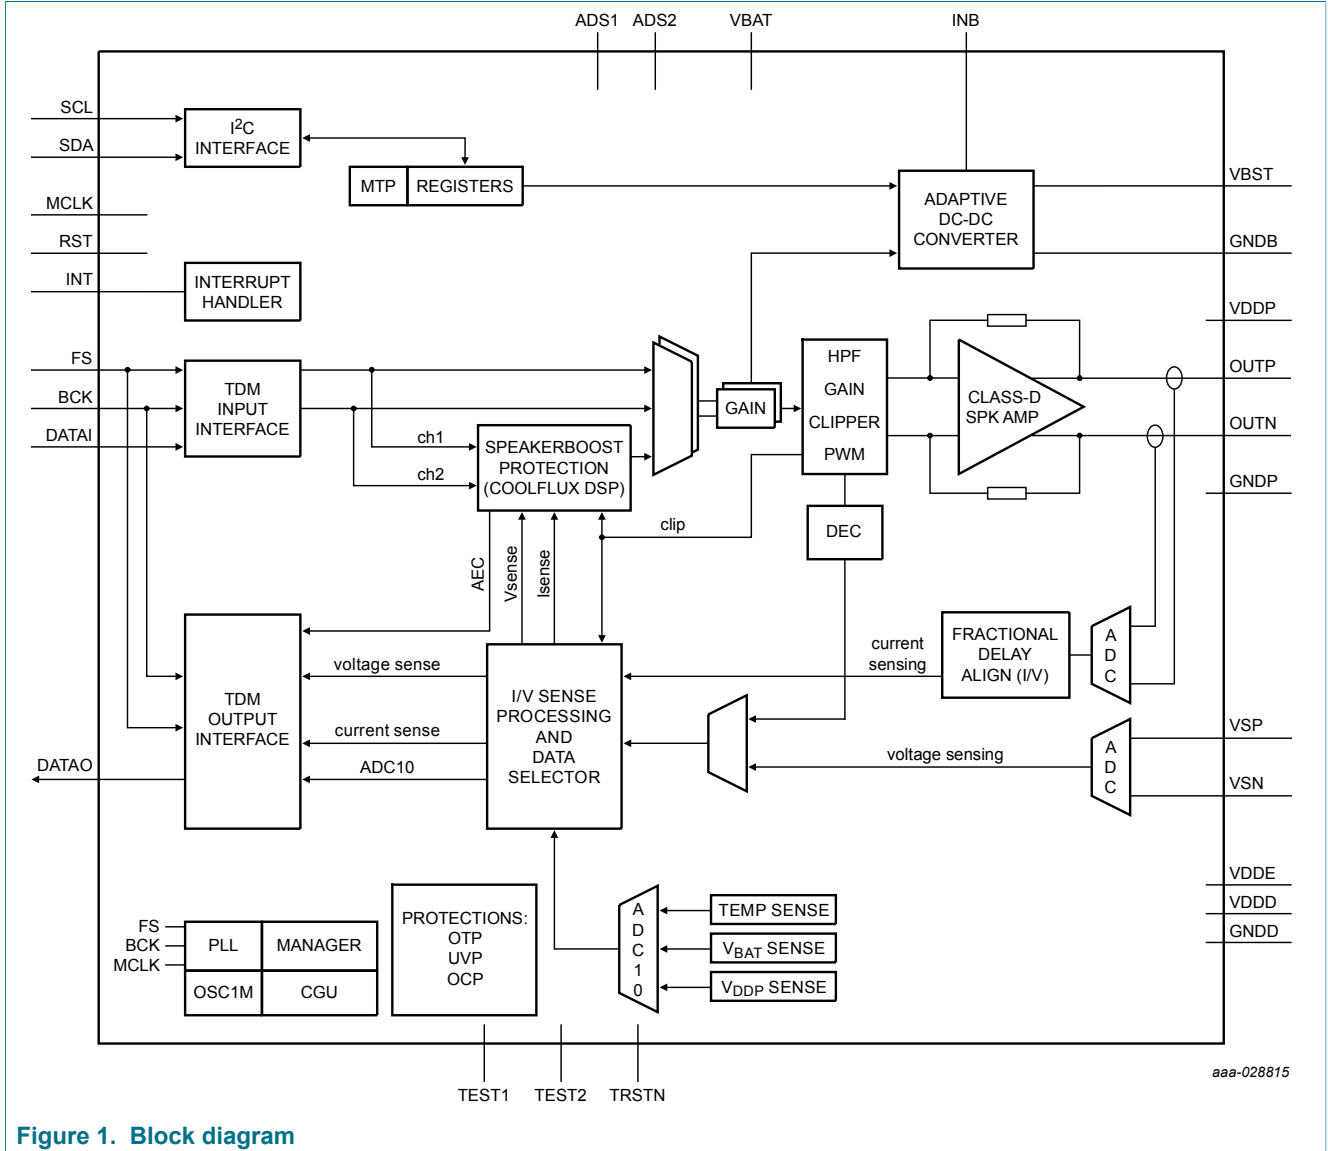 ADS1 ADS2 VBAT INB
SCL
SDA
I2C
INTERFACE
MTP REGISTERS
MCLK
RST
INT
INTERRUPT
HANDLER
ADAPTIVE
DC-DC
CONVERTER
VBST
GNDB
VDDP
FS
BCK
DATAI
TDM
INPUT
INTERFACE
ch1
ch2
SPEAKERBOOST
PROTECTION
(COOLFLUX DSP)
GAIN
HPF
GAIN
CLIPPER
PWM
CLASS-D
SPK AMP
OUTP
OUTN
GNDP
clip
DEC
AEC
Vsense
Isense
TDM
OUTPUT
INTERFACE
DATAO
voltage sense
current sense
ADC10
I/V SENSE
PROCESSING
AND
DATA
SELECTOR
current
sensing
FRACTIONAL
DELAY
ALIGN (I/V)
ADC
voltage sensing
ADC
VSP
VSN
VDDE
VDDD
GNDD
FS
BCK
MCLK
PLL MANAGER
OSC1M CGU
PROTECTIONS:
OTP
UVP
OCP
ADC10
TEMP SENSE
VBAT SENSE
VDDP SENSE
TEST1 TEST2 TRSTN
aaa-028815
Figure 1. Block diagram